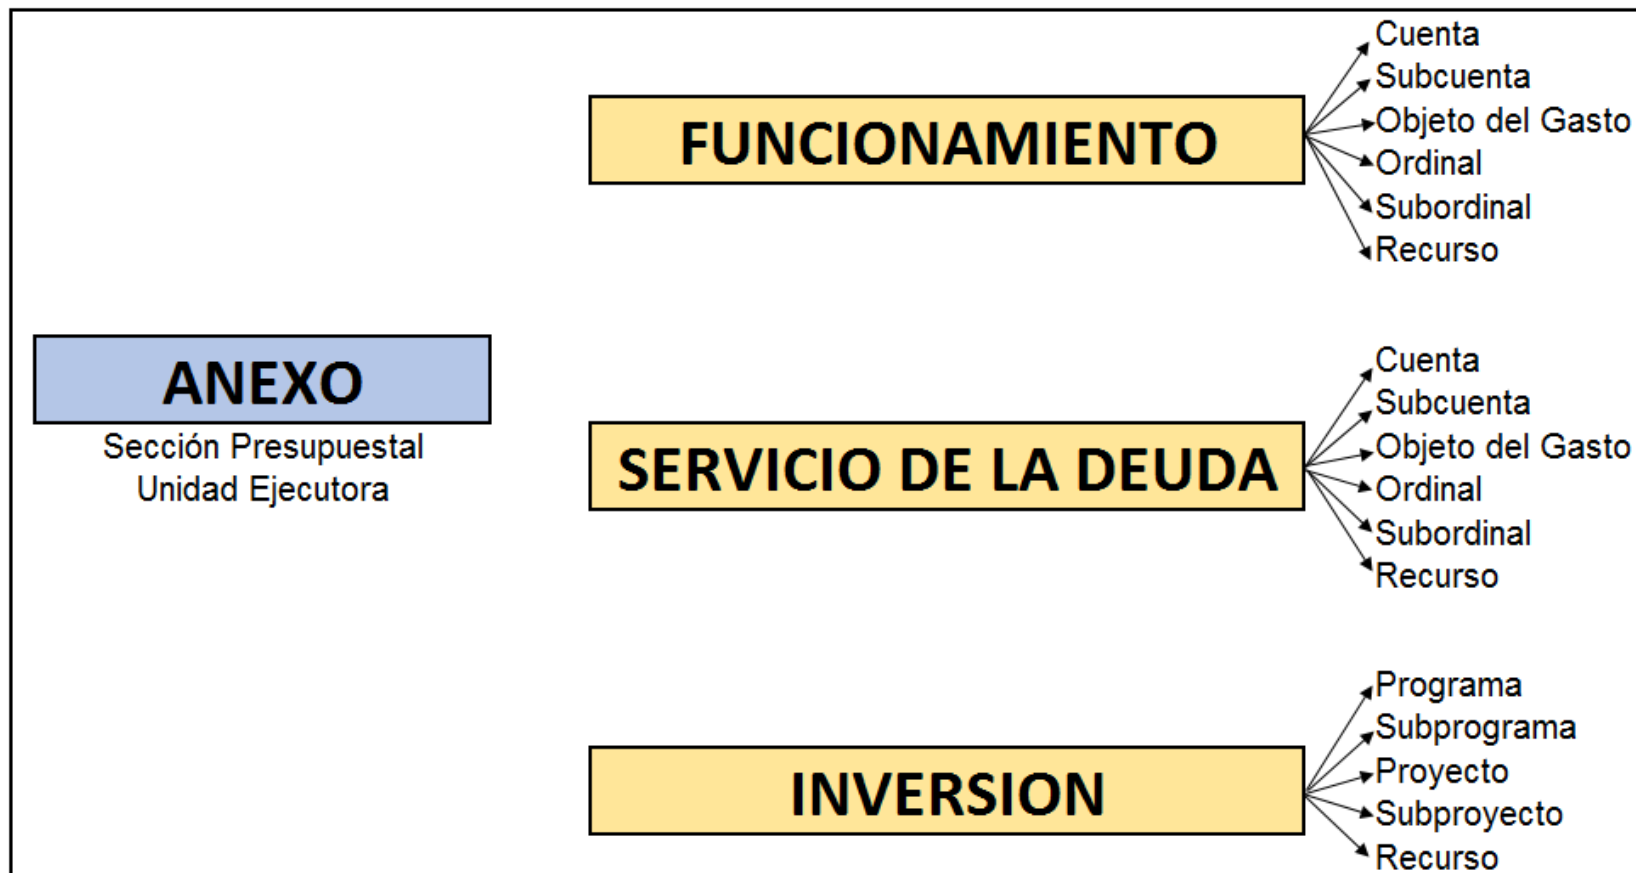 Cuenta
Subcuenta
FUNCIONAMIENTO
Objeto del Gasto
Ordinal
Subordinal
Recurso
ANEXO
Sección Presupuestal
Unidad Ejecutora
Cuenta
Subcuenta
SERVICIO DE LA DEUDA
Objeto del Gasto
Ordinal
Subordinal
Recurso
Programa
Subprograma
INVERSION
Proyecto
Subproyecto
Recurso